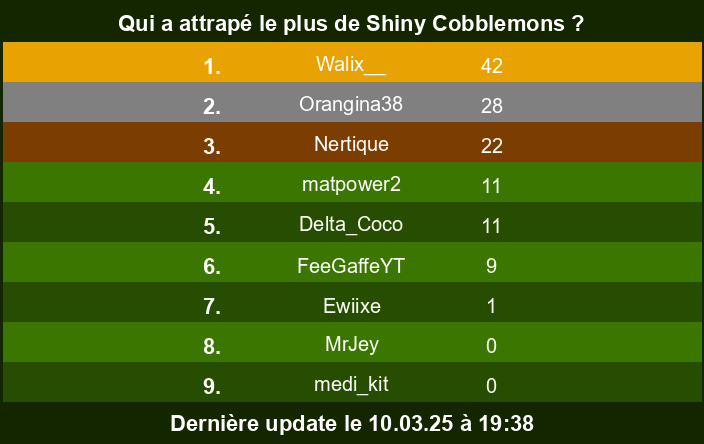 Qui a attrapé le plus de Shiny Cobblemons ?
1. Walix__ 42
2. Orangina38 28
3. Nertique 22
4. matpower2 11
5. Delta_Coco 11
6. FeeGaffeYT 9
7. Ewiixe 1
8. MrJey 0
9. medi_kit 0
Dernière update le 10.03.25 à 19:38